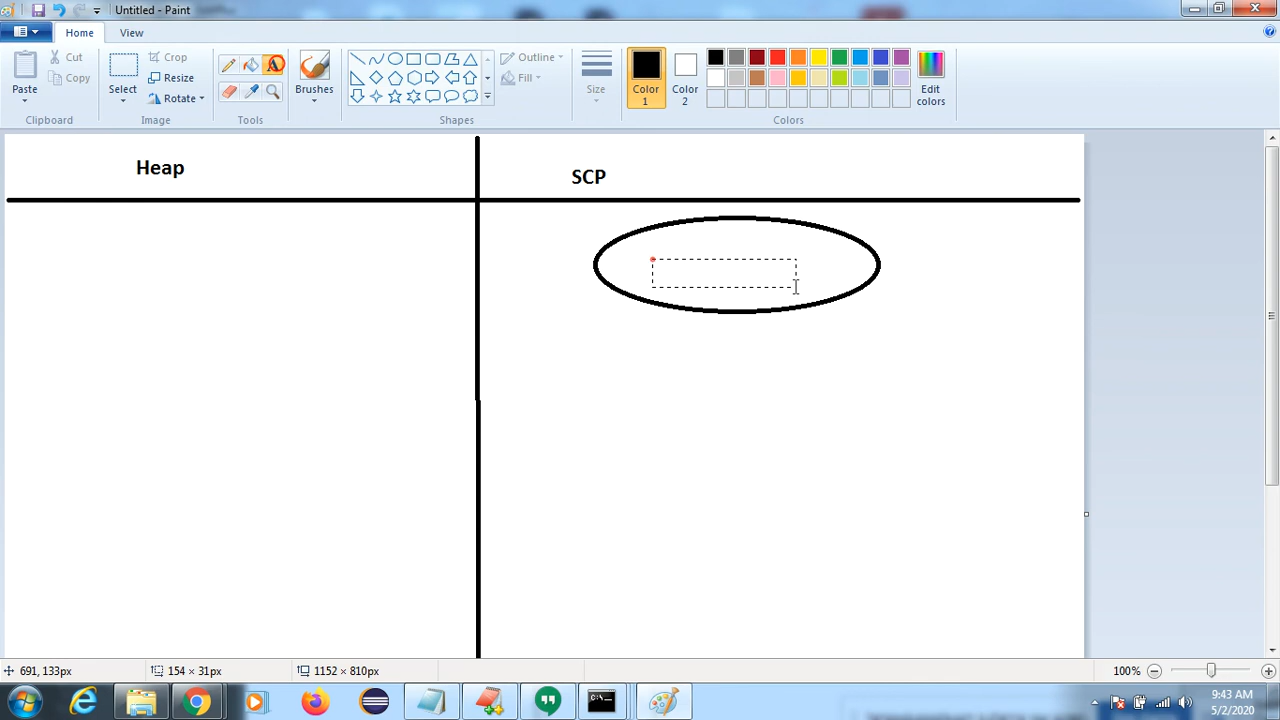 Untitled - Paint
Home
View
Paste
Cut
Copy
Clipboard
Select
Crop
Resize
Rotate
Image
Tools
Brushes
Outline
Fill
Shapes
Size
Color 1
Color 2
Edit colors
Colors
Heap
SCP
691, 133px
154 × 31px
1152 × 810px
100%
C:\_
9:43 AM
5/2/2020